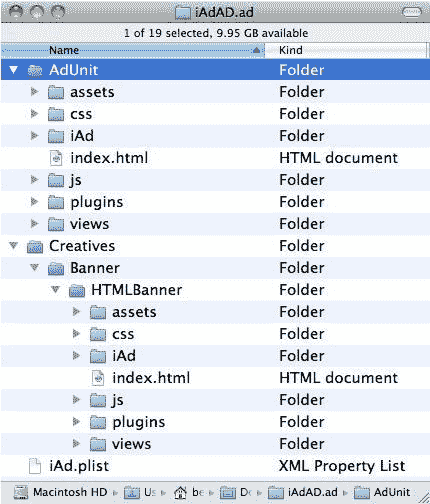 iAdAD.ad
1 of 19 selected, 9.95 GB available
Name Kind
AdUnit Folder
assets Folder
css Folder
iAd Folder
index.html HTML document
js Folder
plugins Folder
views Folder
Creatives Folder
Banner Folder
HTMLBanner Folder
assets Folder
css Folder
iAd Folder
index.html HTML document
js Folder
plugins Folder
views Folder
iAd.plist XML Property List
Macintosh HD Us be De iAdAD.ad AdUnit